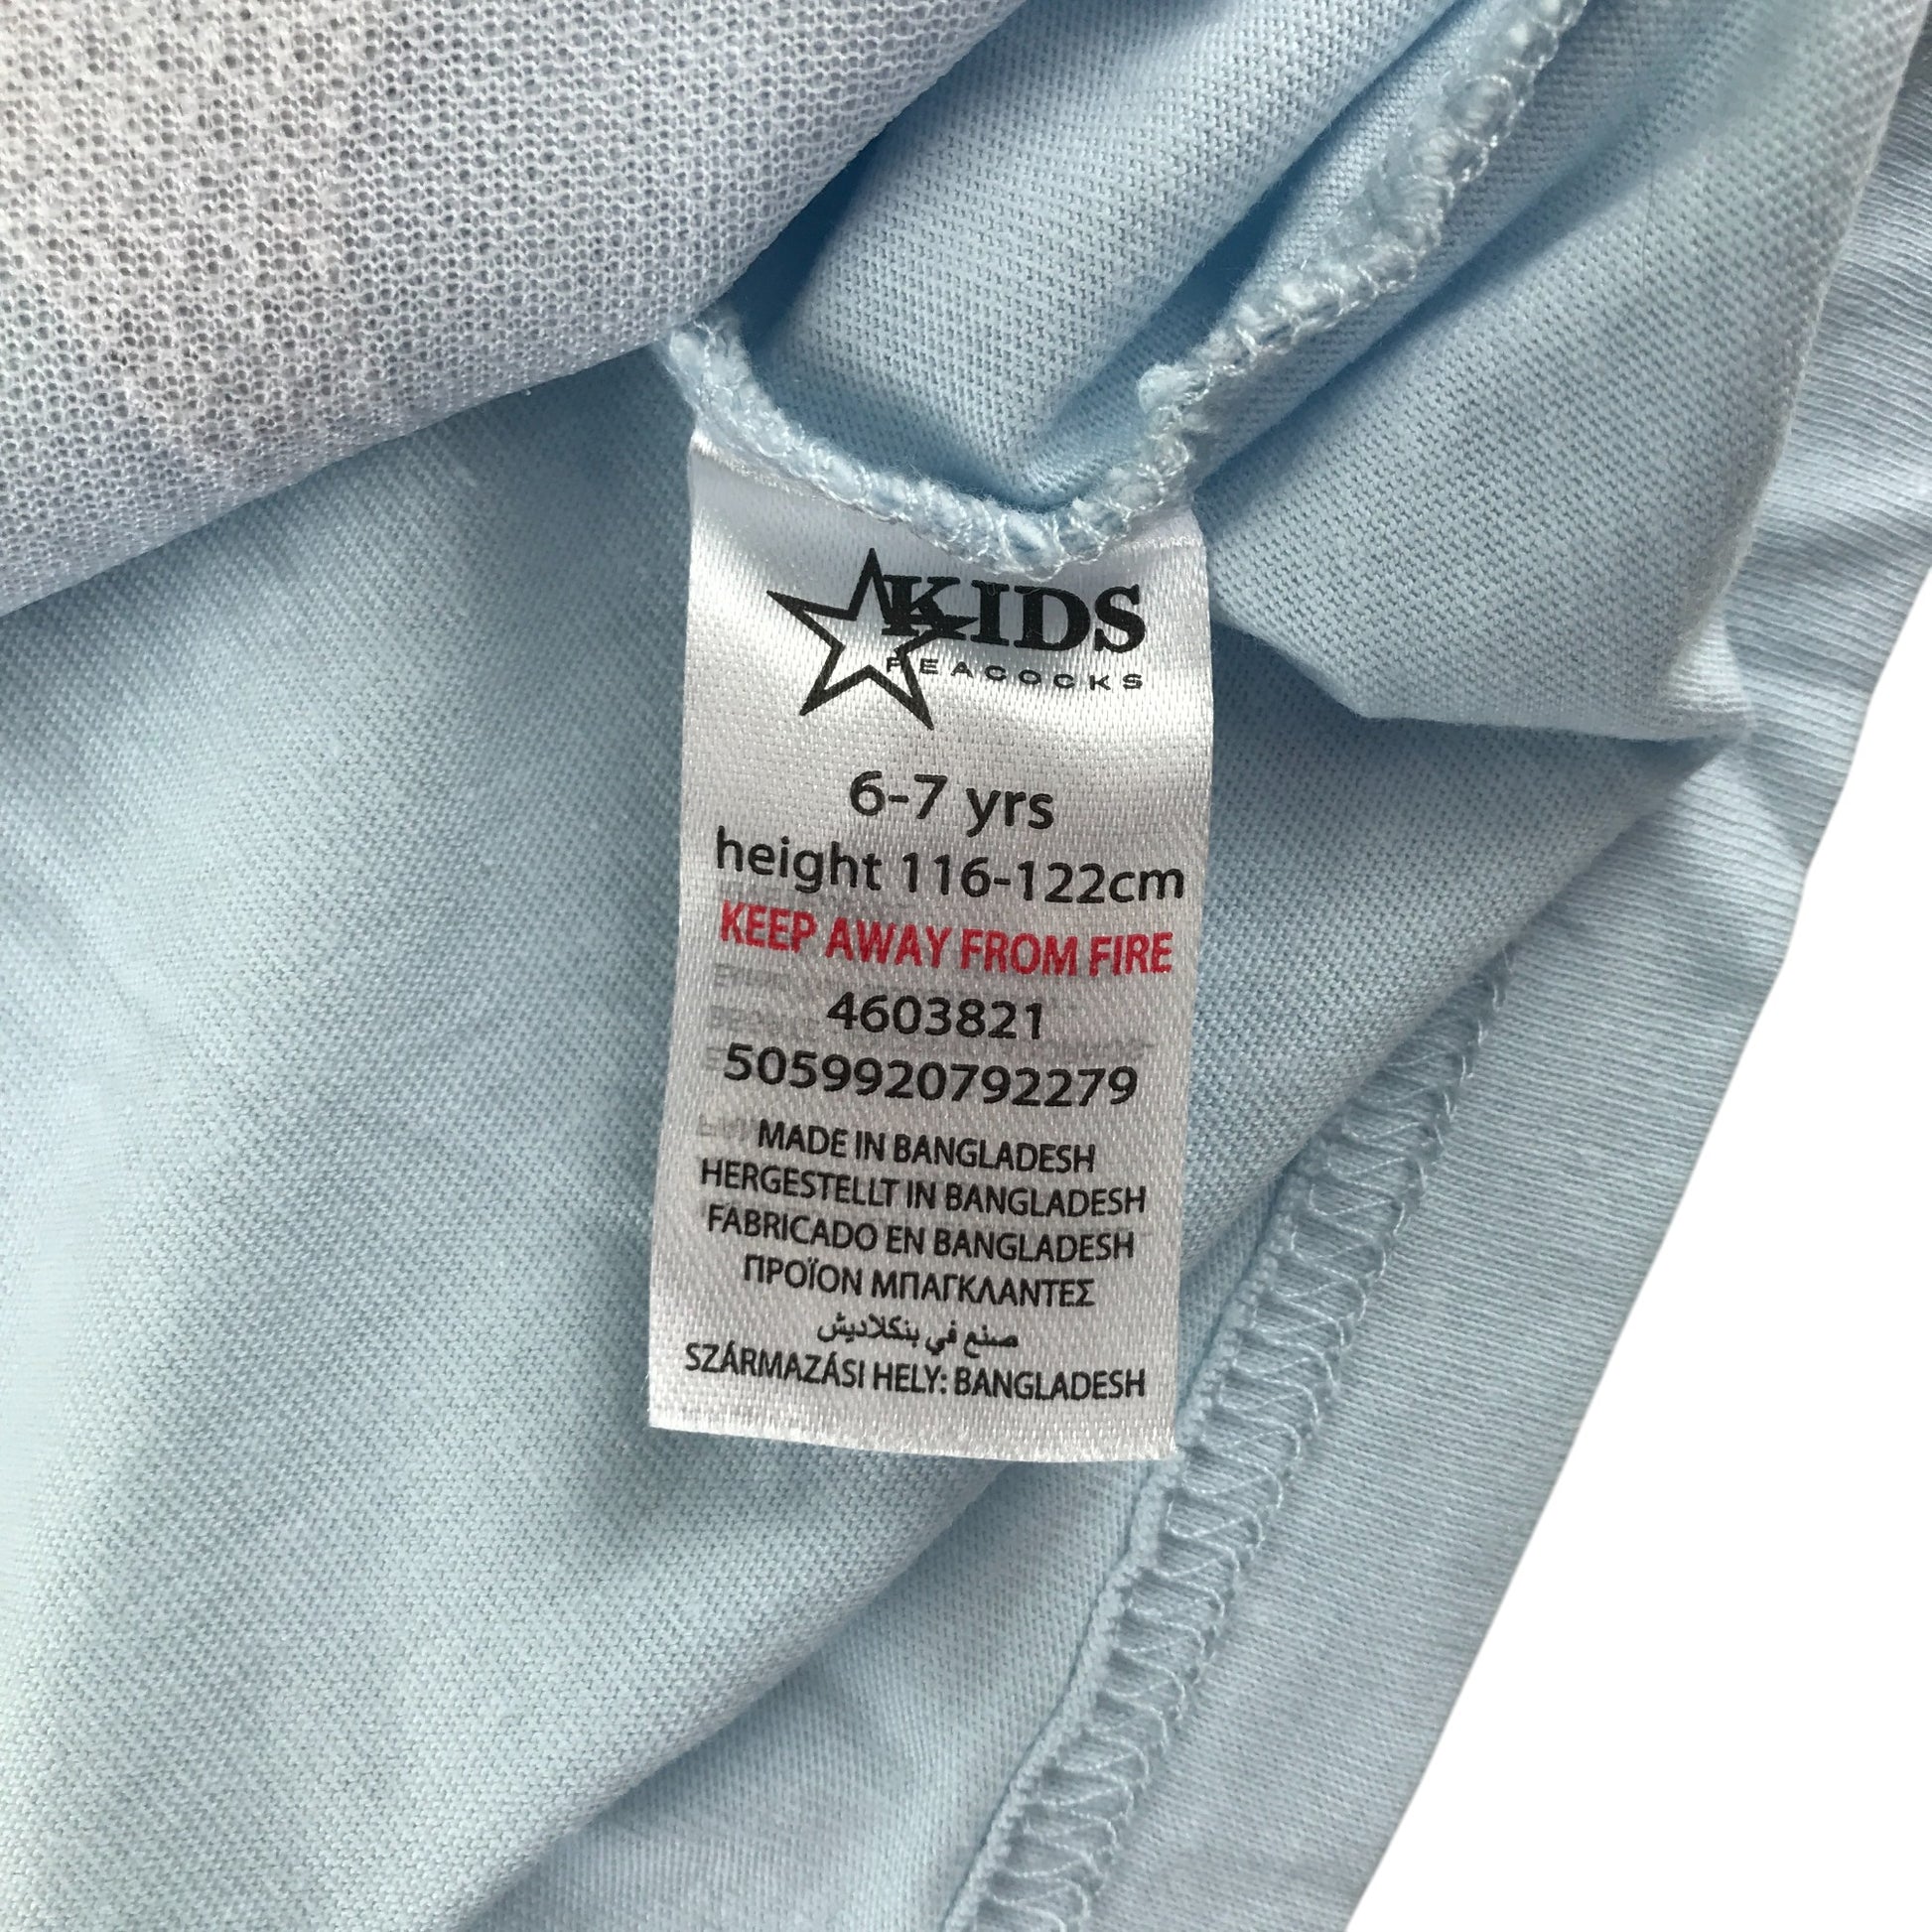 KIDS
PEACOCKS
6-7 yrs
height 116-122cm
KEEP AWAY FROM FIRE
4603821
5059920792279
MADE IN BANGLADESH
HERGESTELLT IN BANGLADESH
FABRICADO EN BANGLADESH
ΠΡΟΪΟΝ ΜΠΑΓΚΛΑΝΤΕΣ
صنع في بنكلاديش
SZÁRMAZÁSI HELY: BANGLADESH